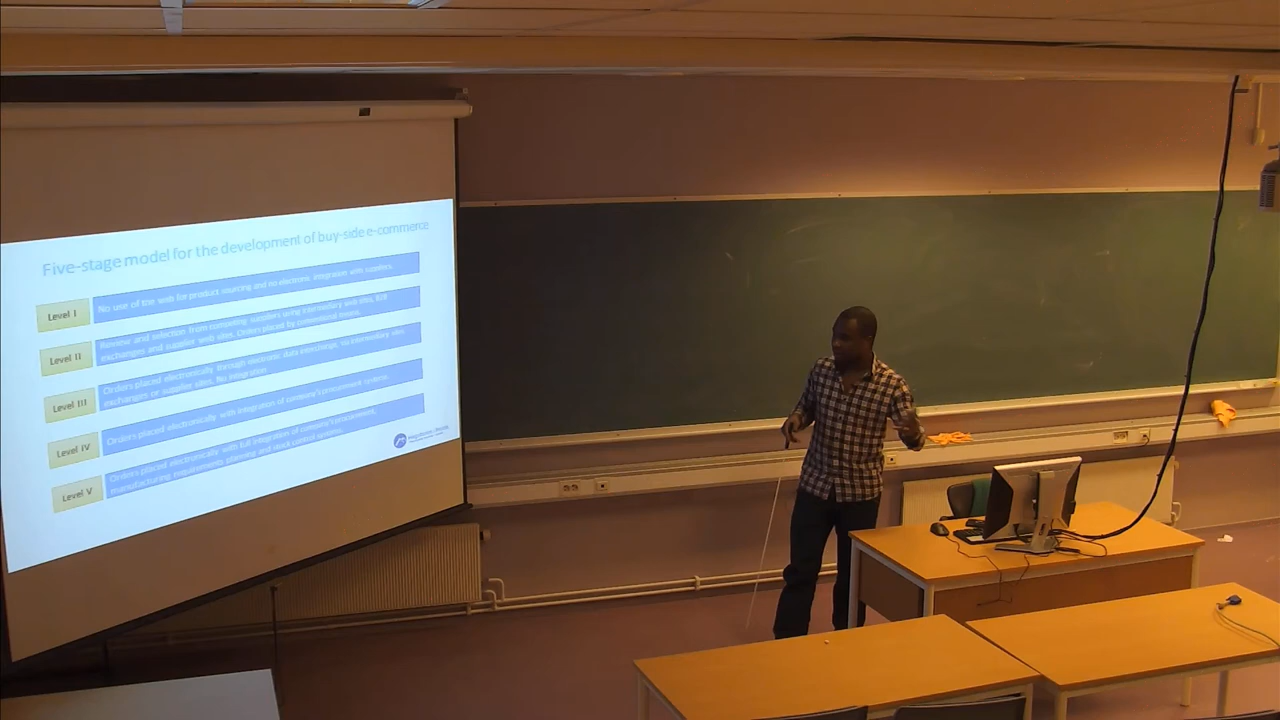 Five-stage model for the development of buy-side e-commerce
Level I
No use of the web for product sourcing and no electronic integration with suppliers.
Level II
Review and selection from competing suppliers using intermediary web sites, B2B
exchanges and supplier web sites. Orders placed by conventional means.
Level III
Orders placed electronically through electronic data interchange, via intermediary sites
exchanges or supplier sites. No integration
Level IV
Orders placed electronically with integration of company's procurement systems.
Level V
Orders placed electronically with full integration of company's procurement,
manufacturing requirements planning and stock control systems.